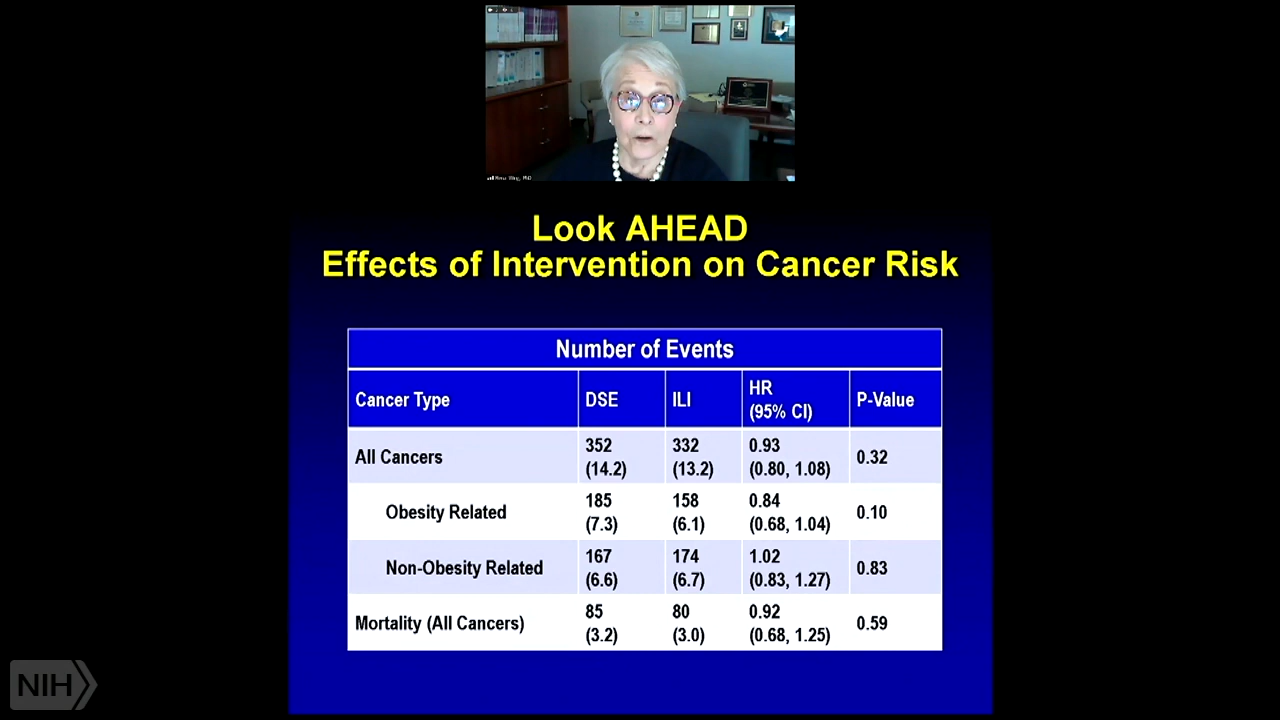 Rena Wing, PhD
Look AHEAD
Effects of Intervention on Cancer Risk
Number of Events
Cancer Type DSE ILI HR (95% CI) P-Value
All Cancers 352 (14.2) 332 (13.2) 0.93 (0.80, 1.08) 0.32
Obesity Related 185 (7.3) 158 (6.1) 0.84 (0.68, 1.04) 0.10
Non-Obesity Related 167 (6.6) 174 (6.7) 1.02 (0.83, 1.27) 0.83
Mortality (All Cancers) 85 (3.2) 80 (3.0) 0.92 (0.68, 1.25) 0.59
NIH